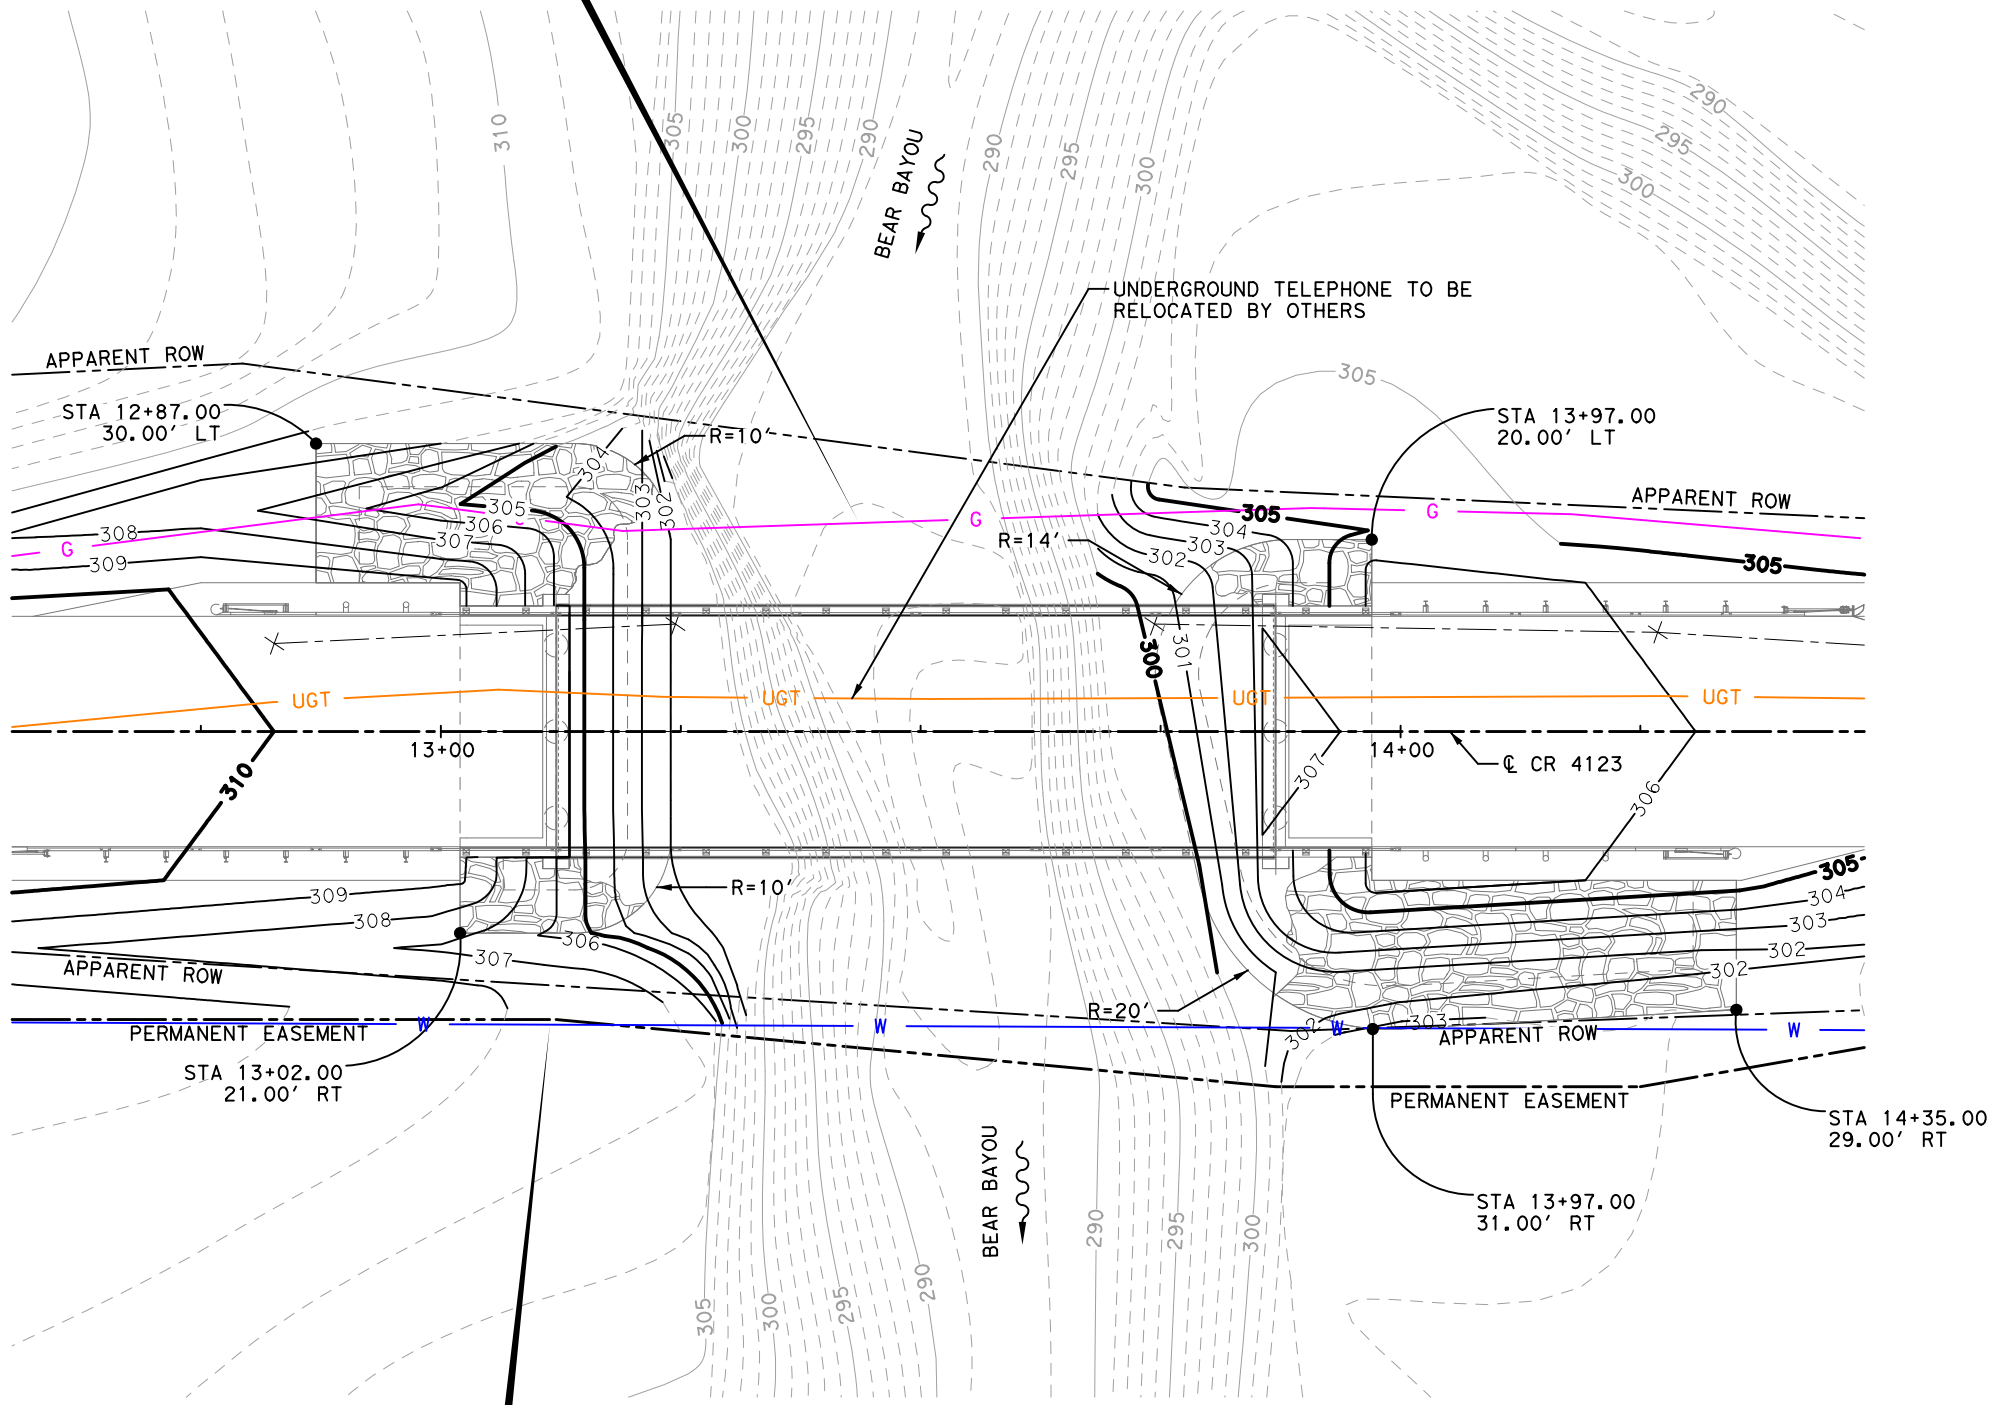 310
305
300
295
290
BEAR BAYOU
290
295
300
290
295
300
UNDERGROUND TELEPHONE TO BE
RELOCATED BY OTHERS
APPARENT ROW
STA 12+87.00
30.00' LT
R=10'
305
STA 13+97.00
20.00' LT
304
303
302
305
306
307
308
309
G
G
G
G
APPARENT ROW
305
304
303
302
R=14'
305
301
300
UGT
UGT
UGT
UGT
13+00
14+00
℄ CR 4123
310
307
306
309
308
307
306
R=10'
305
304
303
302
302
303
302
APPARENT ROW
PERMANENT EASEMENT
W
W
W
W
R=20'
APPARENT ROW
STA 13+02.00
21.00' RT
PERMANENT EASEMENT
STA 14+35.00
29.00' RT
BEAR BAYOU
STA 13+97.00
31.00' RT
305
300
295
290
290
295
300